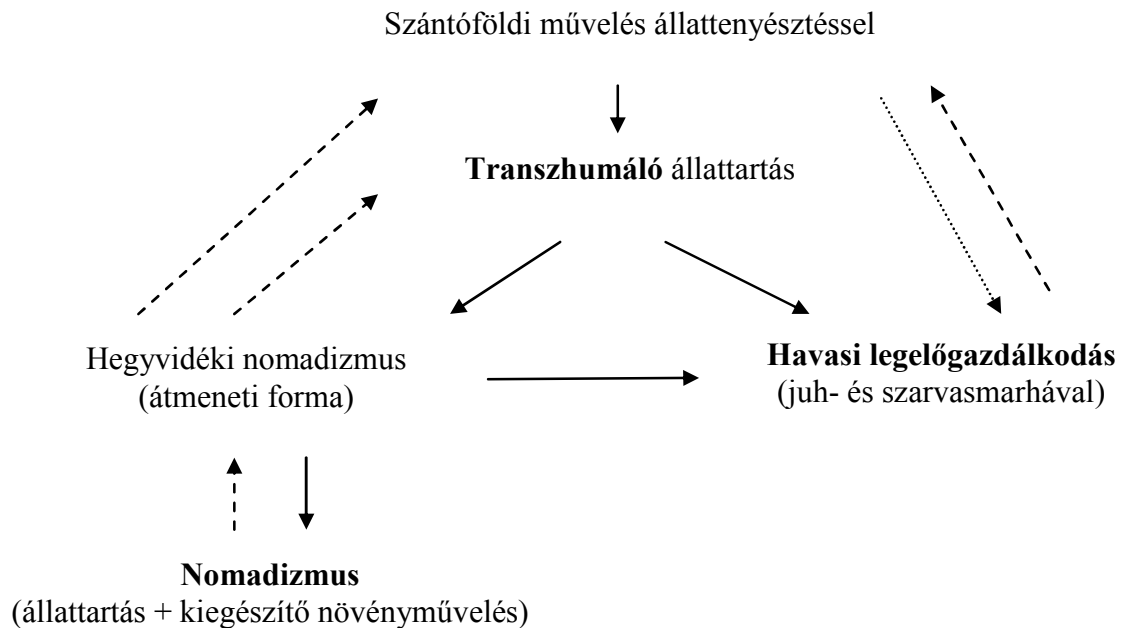 Szántóföldi művelés állattenyésztéssel
Transzhumáló állattartás
Hegyvidéki nomadizmus
(átmeneti forma)
Havasi legelőgazdálkodás
(juh- és szarvasmarhával)
Nomadizmus
(állattartás + kiegészítő növényművelés)